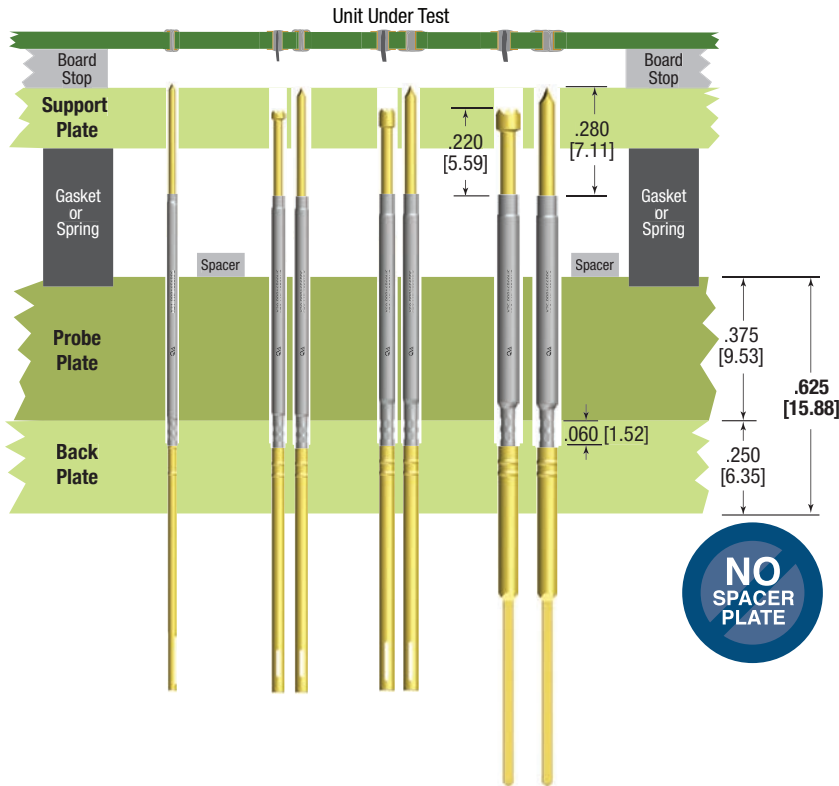 Unit Under Test
Board
Stop
Board
Stop
Support
Plate
.220
[5.59]
.280
[7.11]
Gasket
or
Spring
Gasket
or
Spring
Spacer
Spacer
Probe
Plate
.375
[9.53]
.625
[15.88]
.060 [1.52]
Back
Plate
.250
[6.35]
NO
SPACER
PLATE